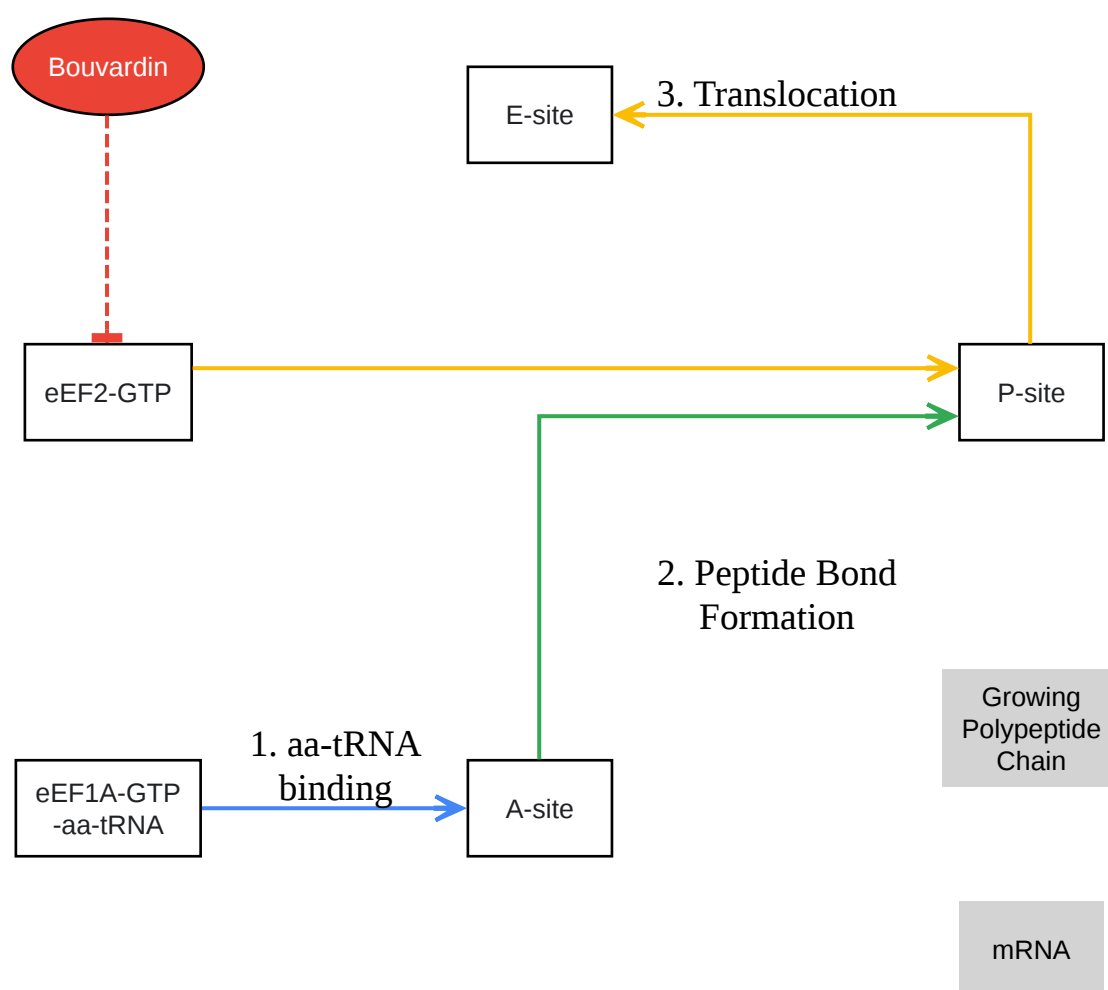 Bouvardin
E-site
3. Translocation
eEF2-GTP
P-site
2. Peptide Bond
Formation
Growing
Polypeptide
Chain
1. aa-tRNA
binding
eEF1A-GTP
-aa-tRNA
A-site
mRNA